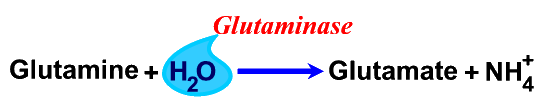 Glutaminase
Glutamine + H₂O → Glutamate + NH₄⁺